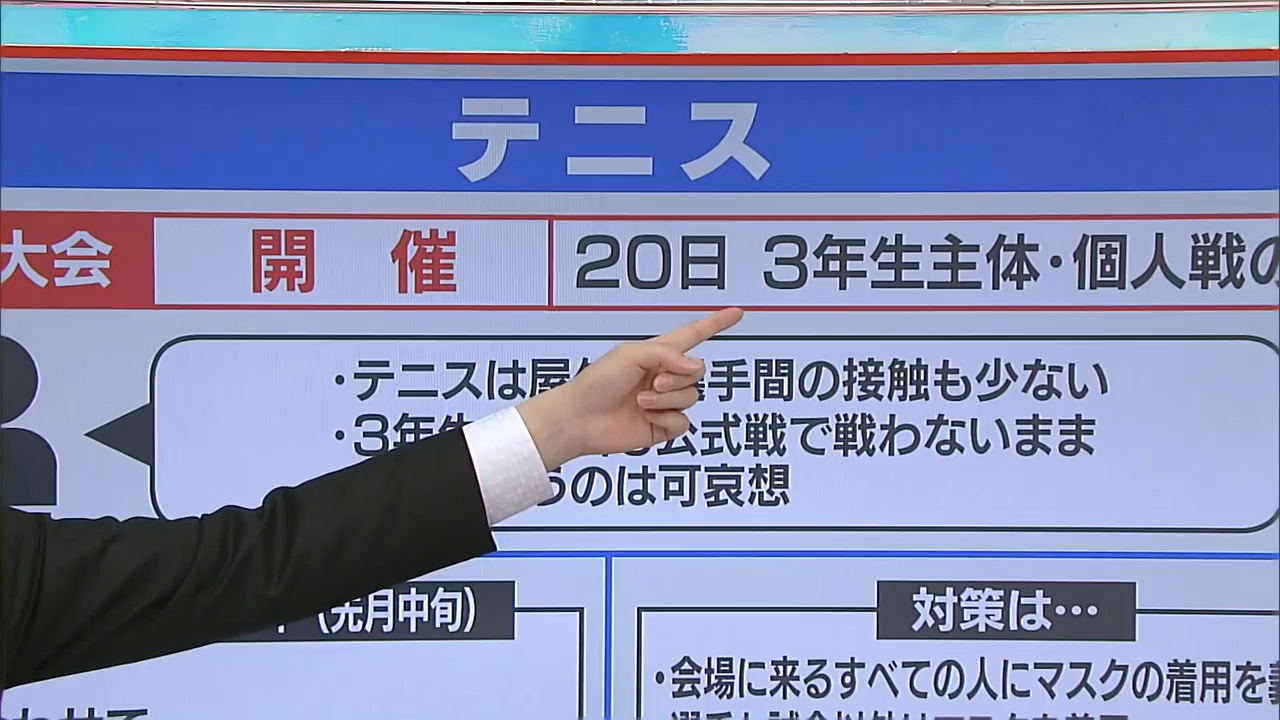 テニス
大会
開 催
20日 3年生主体・個人戦の
・テニスは屋 手間の接触も少ない
・3年 公式戦で戦わないまま
のは可哀想
（先月中旬）
対策は…
・会場に来るすべての人にマスクの着用を
わせて